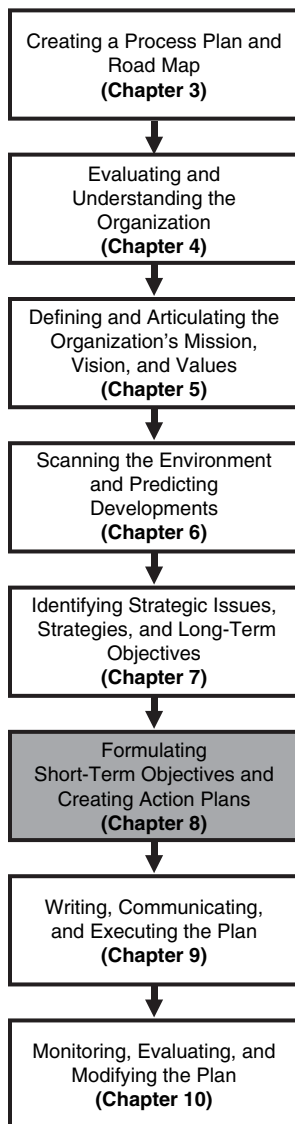 Creating a Process Plan and
Road Map
(Chapter 3)
Evaluating and
Understanding the
Organization
(Chapter 4)
Defining and Articulating the
Organization's Mission,
Vision, and Values
(Chapter 5)
Scanning the Environment
and Predicting
Developments
(Chapter 6)
Identifying Strategic Issues,
Strategies, and Long-Term
Objectives
(Chapter 7)
Formulating
Short-Term Objectives and
Creating Action Plans
(Chapter 8)
Writing, Communicating,
and Executing the Plan
(Chapter 9)
Monitoring, Evaluating, and
Modifying the Plan
(Chapter 10)